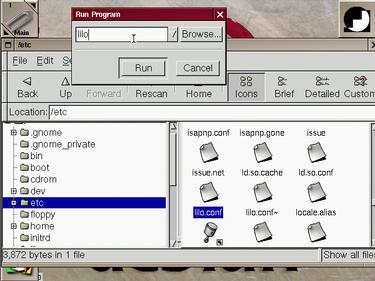 Run Program
lilo
/ Browse...
Run Cancel
Main
/etc
File Edit Se
Back Up Forward Rescan Home Icons Brief Detailed Custom
Location: /etc
.gnome
.gnome_private
bin
boot
cdrom
dev
etc
floppy
home
initrd
isapnp.conf isapnp.gone issue
issue.net ld.so.cache ld.so.conf
lilo.conf lilo.conf~ locale.alias
3,872 bytes in 1 file
Show all files